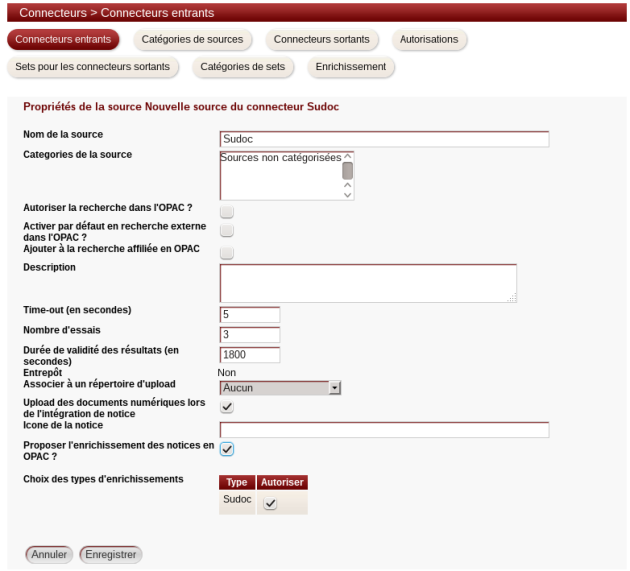 Connecteurs > Connecteurs entrants
Connecteurs entrants Catégories de sources Connecteurs sortants Autorisations
Sets pour les connecteurs sortants Catégories de sets Enrichissement
Propriétés de la source Nouvelle source du connecteur Sudoc
Nom de la source Sudoc
Categories de la source Sources non catégorisées
Autoriser la recherche dans l'OPAC ?
Activer par défaut en recherche externe
dans l'OPAC ?
Ajouter à la recherche affiliée en OPAC
Description
Time-out (en secondes) 5
Nombre d'essais 3
Durée de validité des résultats (en
secondes) 1800
Entrepôt Non
Associer à un répertoire d'upload Aucun
Upload des documents numériques lors
de l'intégration de notice
Icone de la notice
Proposer l'enrichissement des notices en
OPAC ?
Choix des types d'enrichissements Type Autoriser
Sudoc
Annuler Enregistrer